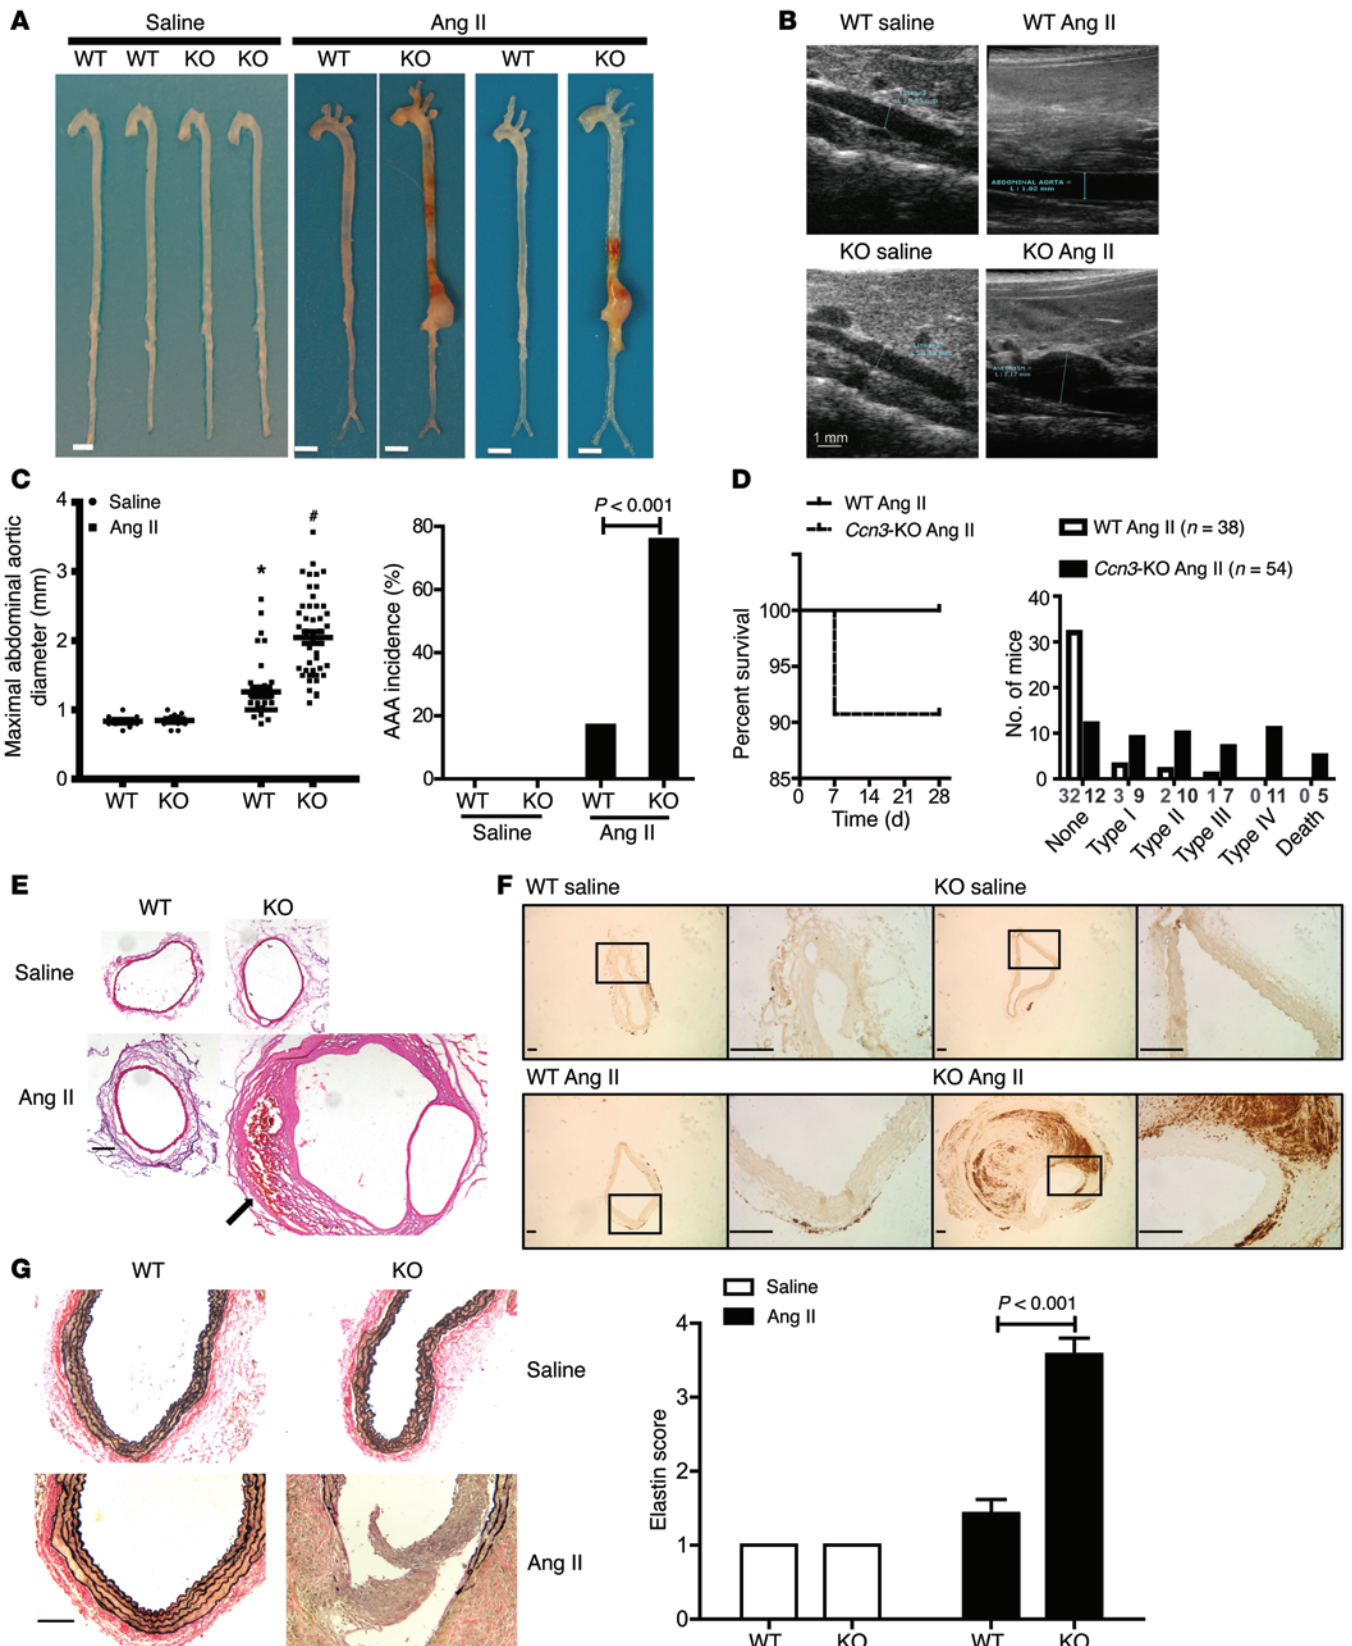 A
Saline
Ang II
WT WT KO KO
WT KO WT KO
B
WT saline
WT Ang II
ABDOMINAL AORTA =
L : 1.02 mm
KO saline
KO Ang II
1 mm
C
Saline
Ang II
Maximal abdominal aortic
diameter (mm)
4
3
2
1
0
*
#
WT KO WT KO
P < 0.001
AAA incidence (%)
80
60
40
20
0
WT KO WT KO
Saline Ang II
D
WT Ang II
Ccn3-KO Ang II
Percent survival
100
95
90
85
0 7 14 21 28
Time (d)
WT Ang II (n = 38)
Ccn3-KO Ang II (n = 54)
No. of mice
40
30
20
10
0
32 12 3 9 2 10 1 7 0 11 0 5
None Type I Type II Type III Type IV Death
E
WT KO
Saline
Ang II
F
WT saline
KO saline
WT Ang II
KO Ang II
G
WT KO
Saline
Ang II
Saline
Ang II
P < 0.001
Elastin score
4
3
2
1
0
WT KO WT KO